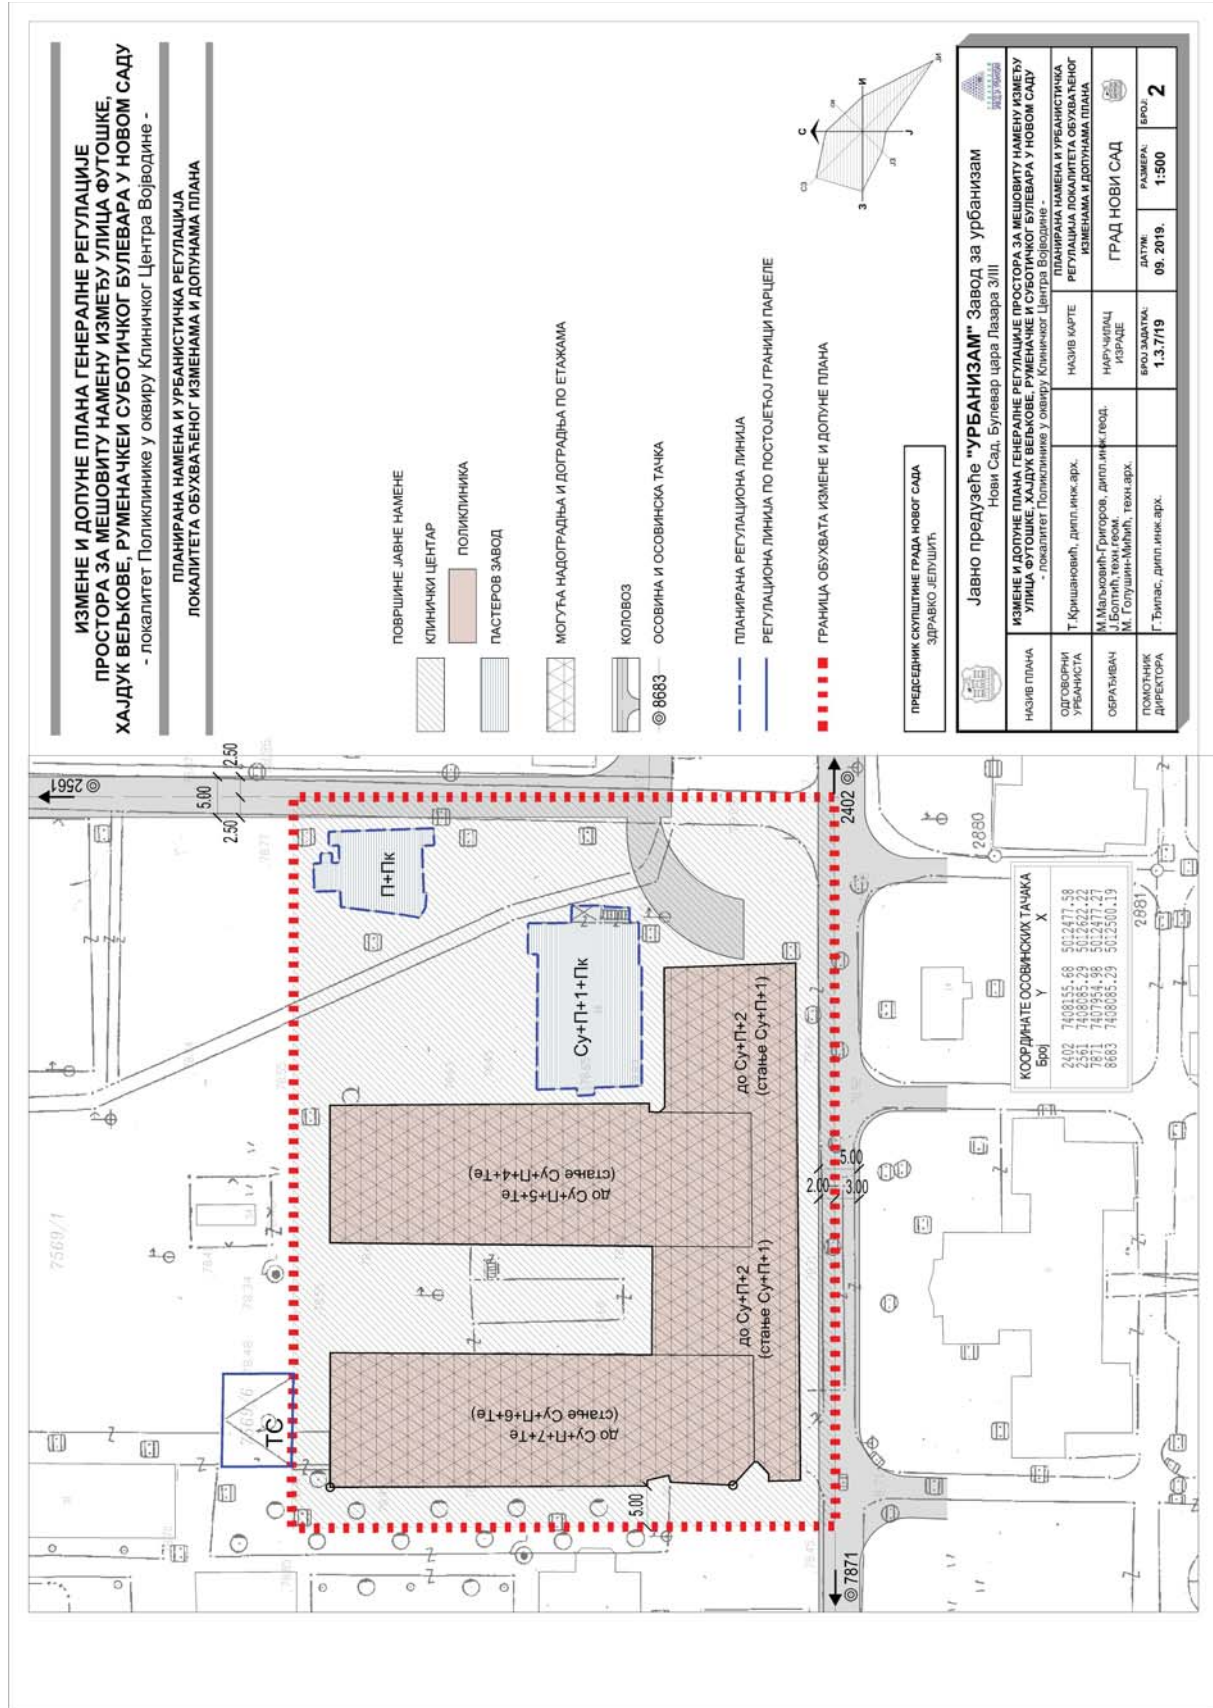 ИЗМЕНЕ И ДОПУНЕ ПЛАНА ГЕНЕРАЛНЕ РЕГУЛАЦИЈЕ
ПРОСТОРА ЗА МЕШОВИТУ НАМЕНУ ИЗМЕЂУ УЛИЦА ФУТОШКЕ,
ХАЈДУК ВЕЉКОВЕ, РУМЕНАЧКЕИ СУБОТИЧКОГ БУЛЕВАРА У НОВОМ САДУ
- локалитет Поликлинике у оквиру Клиничког Центра Војводине -
ПЛАНИРАНА НАМЕНА И УРБАНИСТИЧКА РЕГУЛАЦИЈА
ЛОКАЛИТЕТА ОБУХВАЋЕНОГ ИЗМЕНАМА И ДОПУНАМА ПЛАНА
ПОВРШИНЕ ЈАВНЕ НАМЕНЕ
КЛИНИЧКИ ЦЕНТАР
ПОЛИКЛИНИКА
ПАСТЕРОВ ЗАВОД
МОГУЋА НАДОГРАДЊА И ДОГРАДЊА ПО ЕТАЖАМА
КОЛОВОЗ
8683 ОСОВИНА И ОСОВИНСКА ТАЧКА
ПЛАНИРАНА РЕГУЛАЦИОНА ЛИНИЈА
РЕГУЛАЦИОНА ЛИНИЈА ПО ПОСТОЈЕЋОЈ ГРАНИЦИ ПАРЦЕЛЕ
ГРАНИЦА ОБУХВАТА ИЗМЕНЕ И ДОПУНЕ ПЛАНА
С
СИ
И
ЈИ
Ј
ЈЗ
З
СЗ
ПРЕДСЕДНИК СКУПШТИНЕ ГРАДА НОВОГ САДА
ЗДРАВКО ЈЕЛУШИЋ
Јавно предузеће "УРБАНИЗАМ" Завод за урбанизам
Нови Сад, Булевар цара Лазара 3/III
НАЗИВ ПЛАНА
ИЗМЕНЕ И ДОПУНЕ ПЛАНА ГЕНЕРАЛНЕ РЕГУЛАЦИЈЕ ПРОСТОРА ЗА МЕШОВИТУ НАМЕНУ ИЗМЕЂУ
УЛИЦА ФУТОШКЕ, ХАЈДУК ВЕЉКОВЕ, РУМЕНАЧКЕ И СУБОТИЧКОГ БУЛЕВАРА У НОВОМ САДУ
- локалитет Поликлинике у оквиру Клиничког Центра Војводине -
ОДГОВОРНИ
УРБАНИСТА
Т.Кришановић, дипл.инж.арх.
НАЗИВ КАРТЕ
ПЛАНИРАНА НАМЕНА И УРБАНИСТИЧКА
РЕГУЛАЦИЈА ЛОКАЛИТЕТА ОБУХВАЋЕНОГ
ИЗМЕНАМА И ДОПУНАМА ПЛАНА
ОБРАЂИВАЧ
М.Маљковић-Григоров, дипл.инж.геод.
Ј.Болтић,техн.геом.
М. Голушин-Мићић, техн.арх.
НАРУЧИЛАЦ
ИЗРАДЕ
ГРАД НОВИ САД
ПОМОЋНИК
ДИРЕКТОРА
Г. Ђилас, дипл.инж.арх.
БРОЈ ЗАДАТКА:
1.3.7/19
ДАТУМ:
09. 2019.
РАЗМЕРА:
1:500
БРОЈ:
2
2561
2.50
5.00
2.50
П+Пк
Су+П+1+Пк
до Су+П+5+Те
(стање Су+П+4+Те)
до Су+П+7+Те
(стање Су+П+6+Те)
до Су+П+2
(стање Су+П+1)
до Су+П+2
(стање Су+П+1)
ТС
7569/1
5.00
2.00
3.00
5.00
2402
7871
2880
2881
КООРДИНАТЕ ОСОВИНСКИХ ТАЧАКА
Број Y X
2402 7408155.68 5012477.58
2561 7408085.29 5012622.22
7871 7407954.98 5012477.27
8683 7408085.29 5012500.19